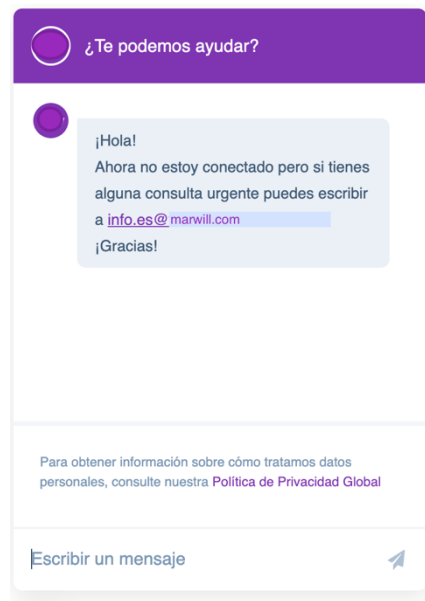 ¿Te podemos ayudar?
¡Hola!
Ahora no estoy conectado pero si tienes
alguna consulta urgente puedes escribir
a info.es@marwill.com
¡Gracias!
Para obtener información sobre cómo tratamos datos
personales, consulte nuestra Política de Privacidad Global
Escribir un mensaje